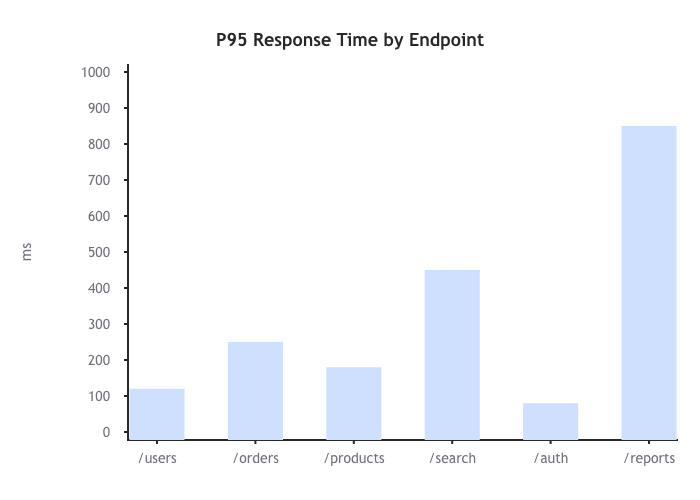 P95 Response Time by Endpoint
1000
900
800
700
600
500
400
300
200
100
0
ms
/users
/orders
/products
/search
/auth
/reports